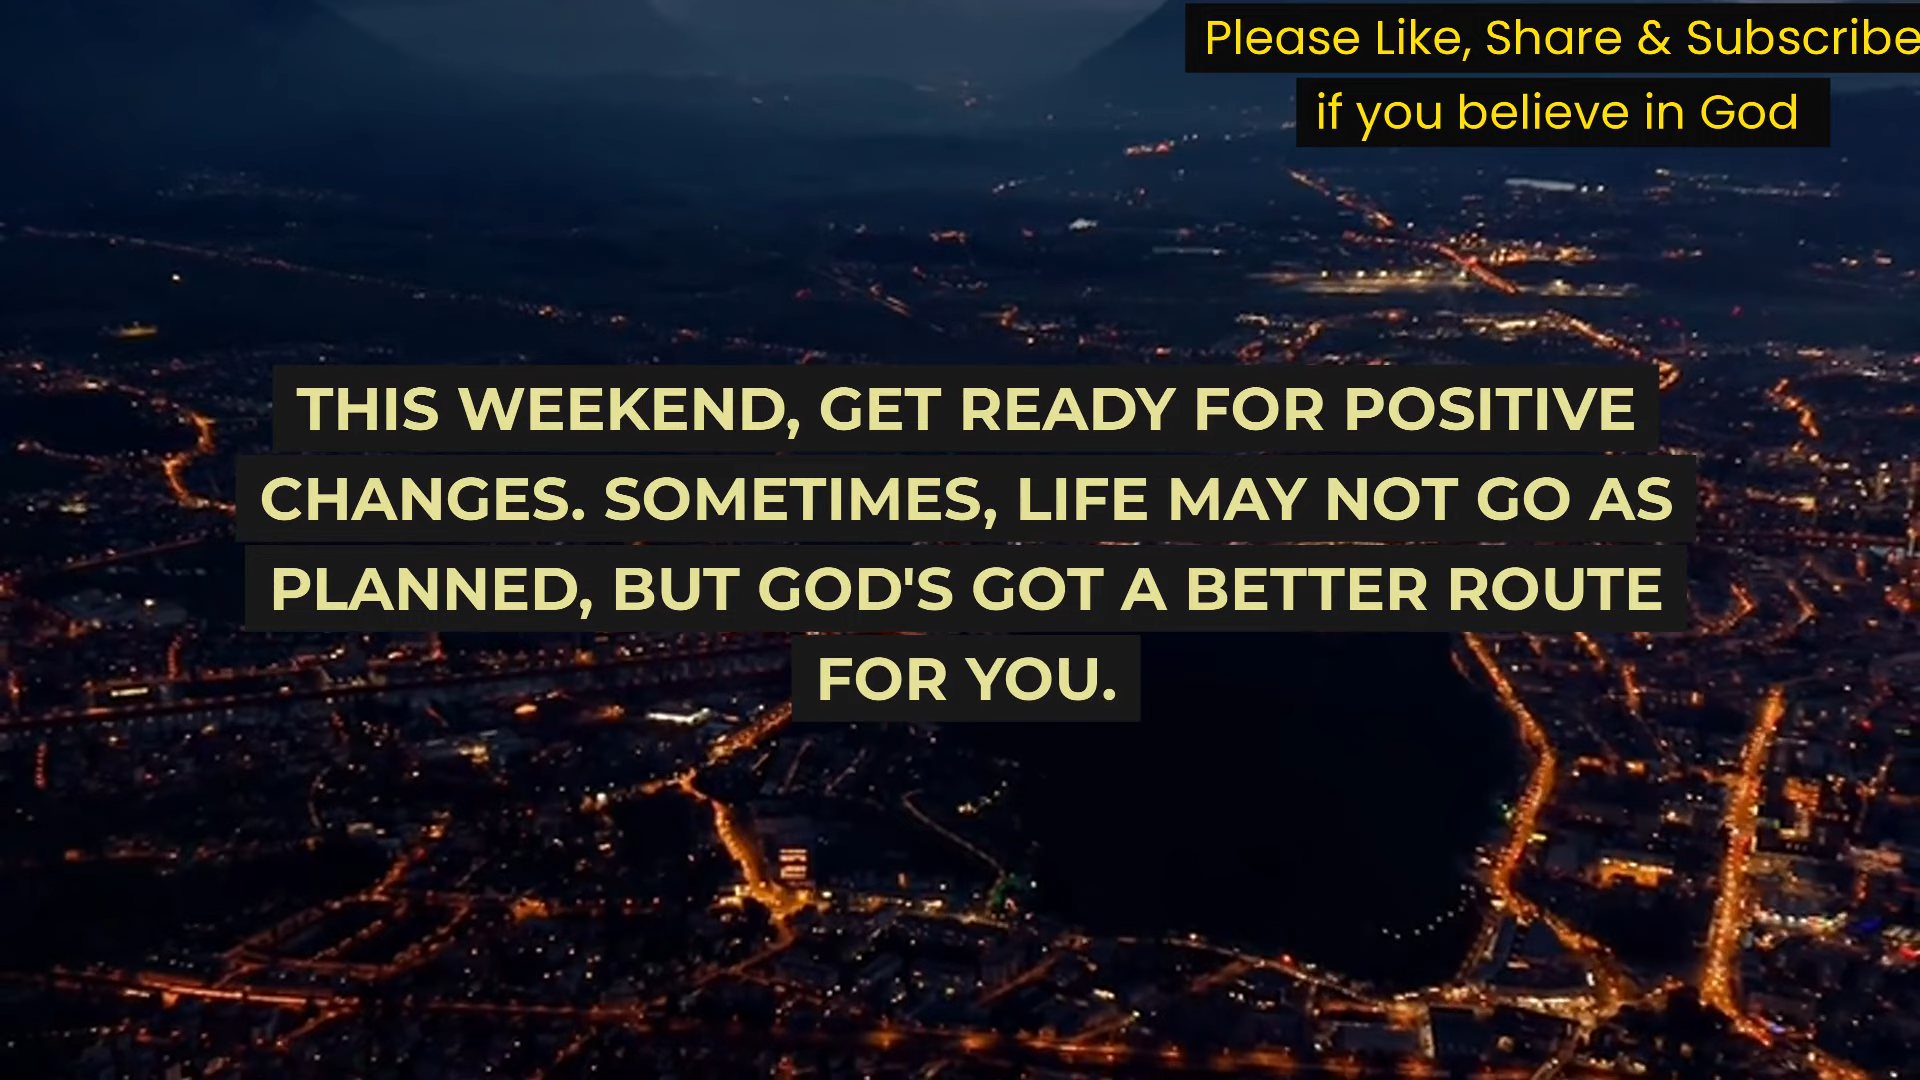 Please Like, Share & Subscribe
if you believe in God
THIS WEEKEND, GET READY FOR POSITIVE
CHANGES. SOMETIMES, LIFE MAY NOT GO AS
PLANNED, BUT GOD'S GOT A BETTER ROUTE
FOR YOU.